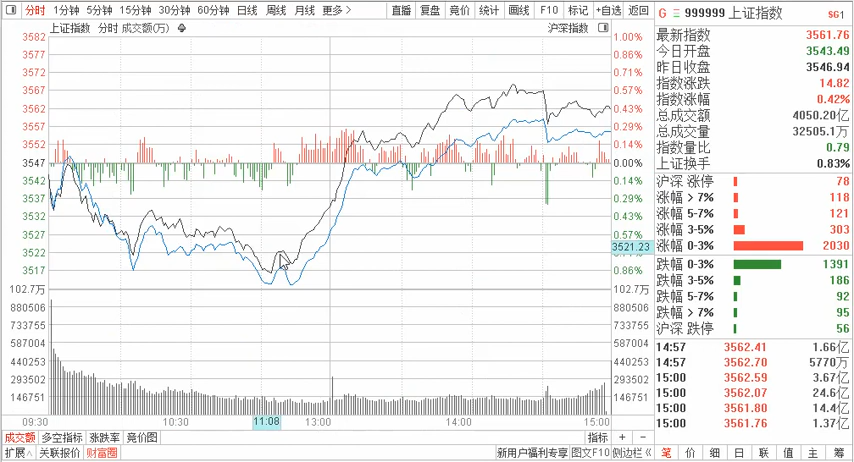 分时 1分钟 5分钟 15分钟 30分钟 60分钟 日线 周线 月线 更多 > 直播 复盘 竞价 统计 画线 F10 标记 +自选 返回
上证指数 分时 成交额(万) 沪深指数
3582 1.00%
3577 0.86%
3572 0.71%
3567 0.57%
3562 0.43%
3557 0.29%
3552 0.14%
3547 0.00%
3542 0.14%
3537 0.29%
3532 0.43%
3527 0.57%
3521.23
3522
3517 0.86%
102.7万 102.7万
880506 880506
733755 733755
587004 587004
440253 440253
293502 293502
146751 146751
09:30 10:30 11:08 13:00 14:00 15:00
成交额 多空指标 涨跌率 竞价图 指标 + -
扩展∧ 关联报价 财富圈 新用户福利专享 图文F10 侧边栏《
G 999999 上证指数 SG1
最新指数 3561.76
今日开盘 3543.49
昨日收盘 3546.94
指数涨跌 14.82
指数涨幅 0.42%
总成交额 4050.20亿
总成交量 32505.1万
指数量比 0.79
上证换手 0.83%
沪深 涨停 78
涨幅 > 7% 118
涨幅 5-7% 121
涨幅 3-5% 303
涨幅 0-3% 2030
跌幅 0-3% 1391
跌幅 3-5% 186
跌幅 5-7% 92
跌幅 > 7% 95
沪深 跌停 56
14:57 3562.41 1.66亿
14:57 3562.70 5770万
15:00 3562.59 3.67亿
15:00 3562.07 24.6亿
15:00 3561.80 14.4亿
15:00 3561.76 1.37亿
笔 价 细 日 联 值 主 筹